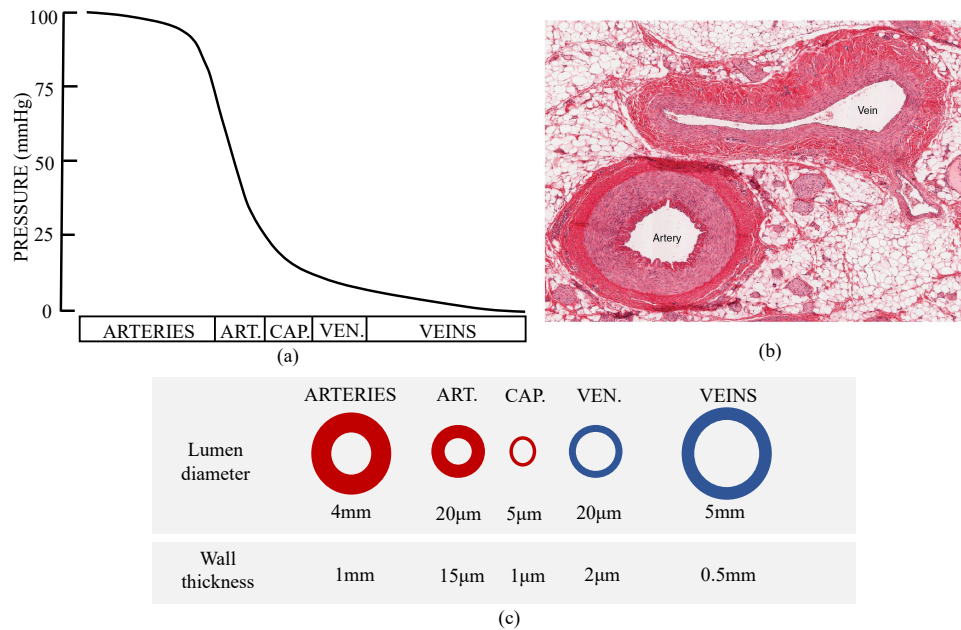 100
75
50
25
0
PRESSURE (mmHg)
ARTERIES ART. CAP. VEN. VEINS
(a)
Vein
Artery
(b)
ARTERIES ART. CAP. VEN. VEINS
Lumen
diameter
4mm 20μm 5μm 20μm 5mm
Wall
thickness
1mm 15μm 1μm 2μm 0.5mm
(c)